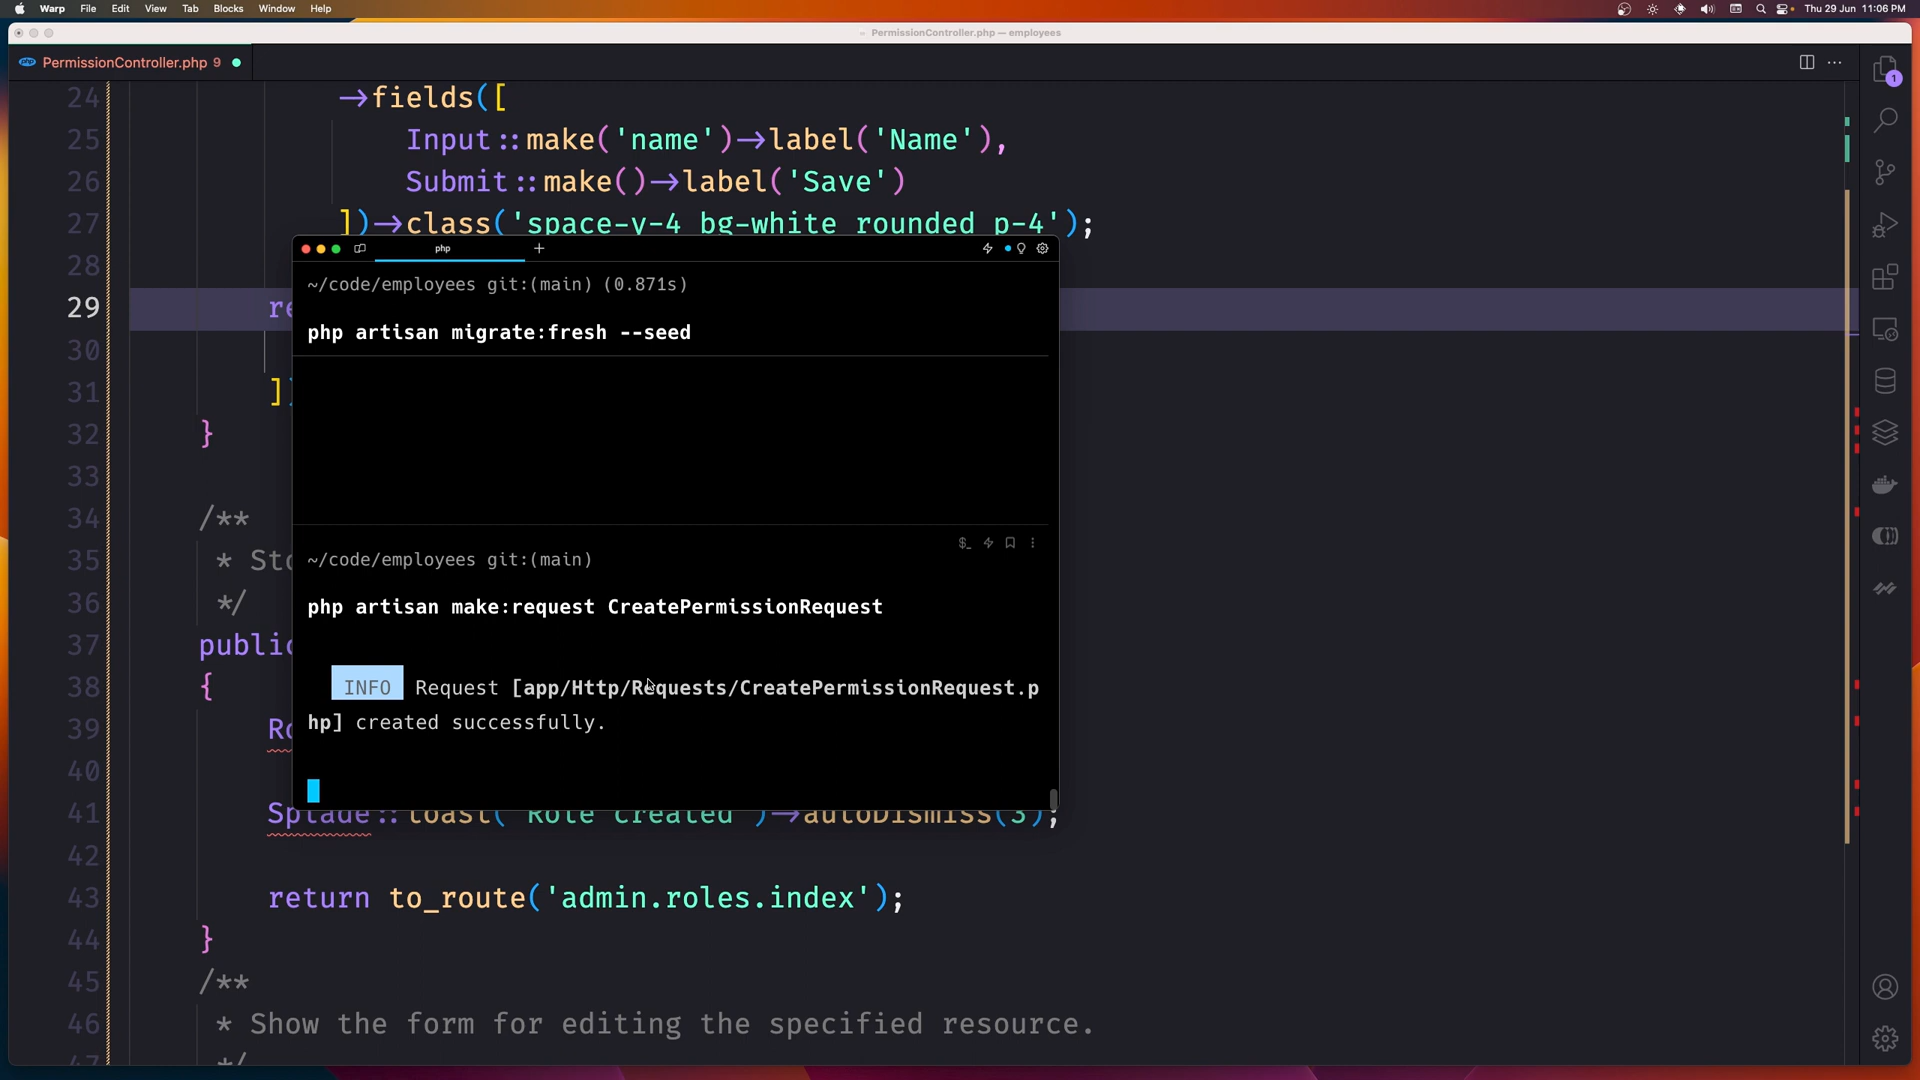 Warp File Edit View Tab Blocks Window Help Thu 29 Jun 11:06 PM
PermissionController.php — employees
php PermissionController.php 9
1
24 →fields([
25 Input::make('name')→label('Name'),
26 Submit::make()→label('Save')
27 ])→class('space-y-4 bg-white rounded p-4');
28
29 re
30
31 ])
32 }
33
34 /**
35 * Sto
36 */
37 public
38 {
39 Ro
40
41 Splade::toast('Role created')→autoDismiss(3);
42
43 return to_route('admin.roles.index');
44 }
45 /**
46 * Show the form for editing the specified resource.
47 */
php +
~/code/employees git:(main) (0.871s)
php artisan migrate:fresh --seed
~/code/employees git:(main)
$_
php artisan make:request CreatePermissionRequest
INFO Request [app/Http/Requests/CreatePermissionRequest.p
hp] created successfully.